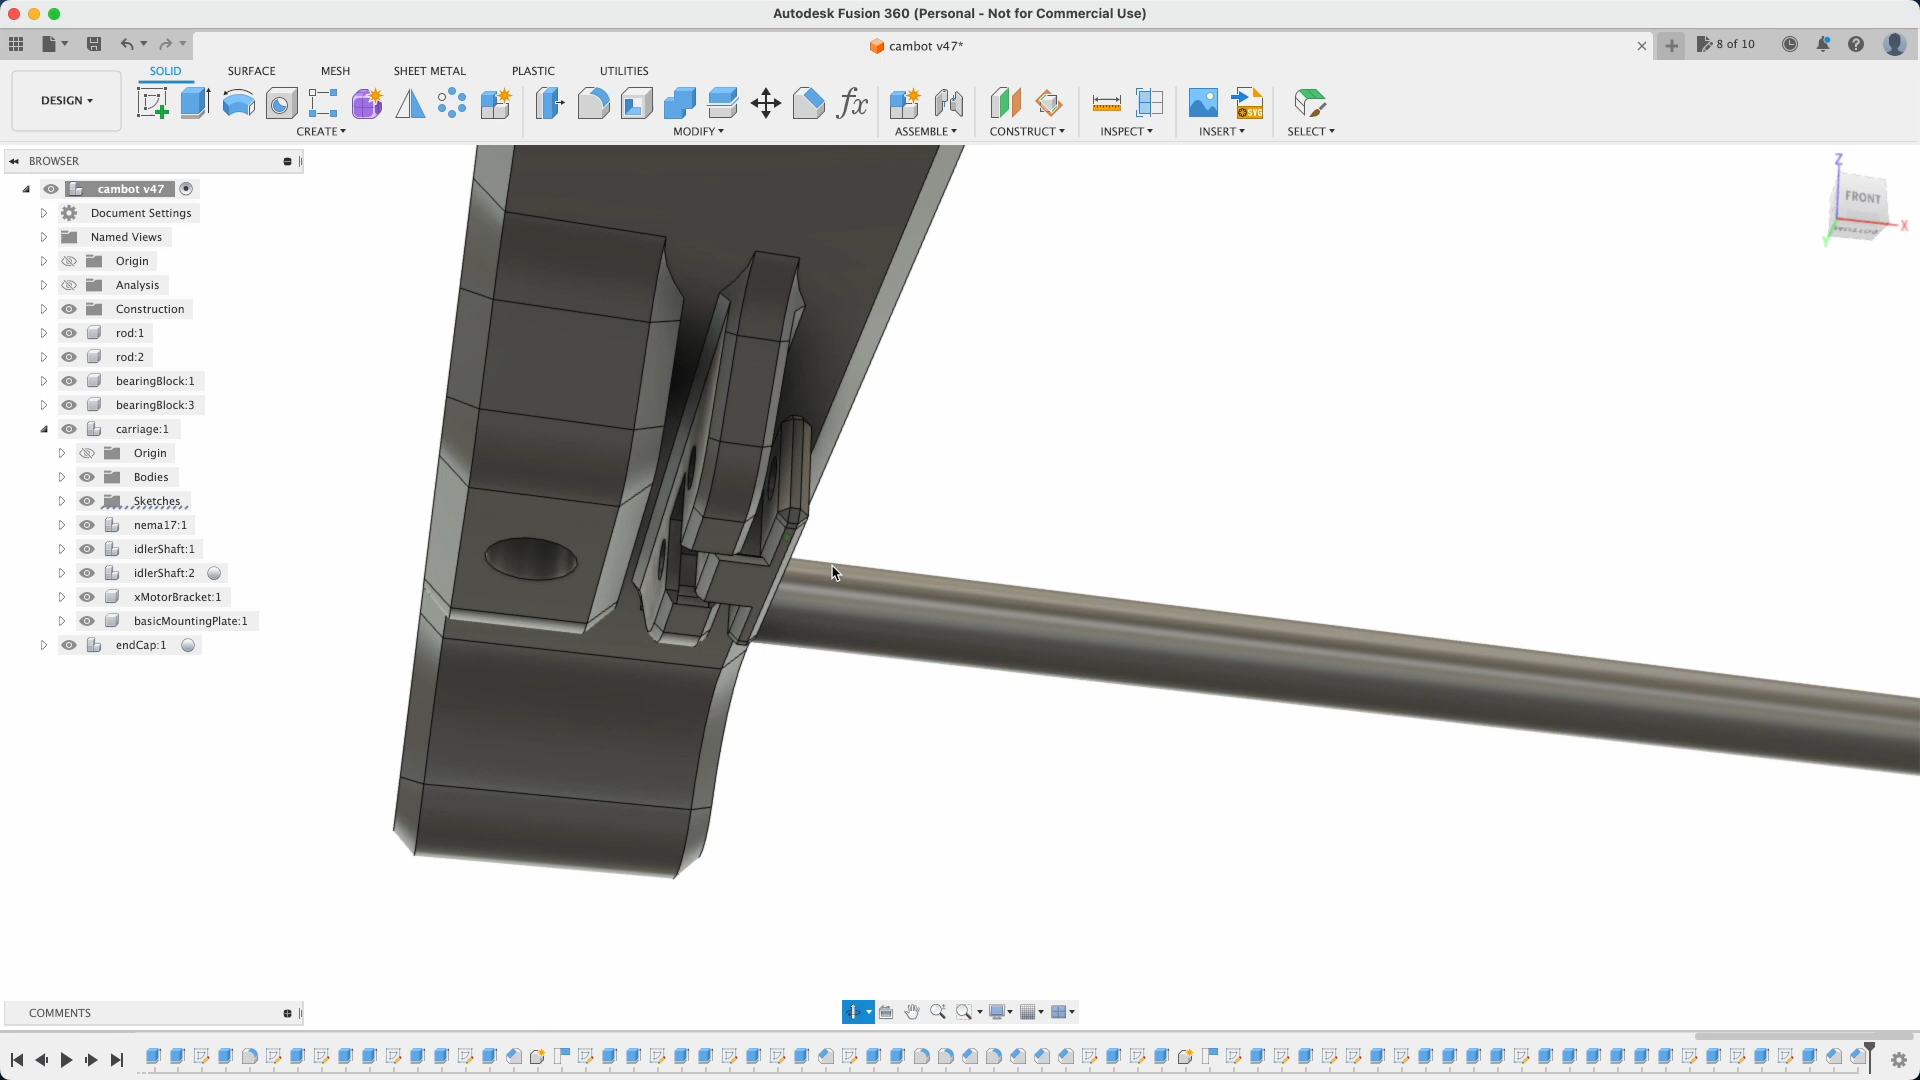 Autodesk Fusion 360 (Personal - Not for Commercial Use)
cambot v47*
8 of 10
DESIGN
SOLID SURFACE MESH SHEET METAL PLASTIC UTILITIES
fx
SVG
CREATE MODIFY ASSEMBLE CONSTRUCT INSPECT INSERT SELECT
BROWSER
cambot v47
Document Settings
Named Views
Origin
Analysis
Construction
rod:1
rod:2
bearingBlock:1
bearingBlock:3
carriage:1
Origin
Bodies
Sketches
nema17:1
idlerShaft:1
idlerShaft:2
xMotorBracket:1
basicMountingPlate:1
endCap:1
Z
FRONT
X
Y
BOTTOM
COMMENTS